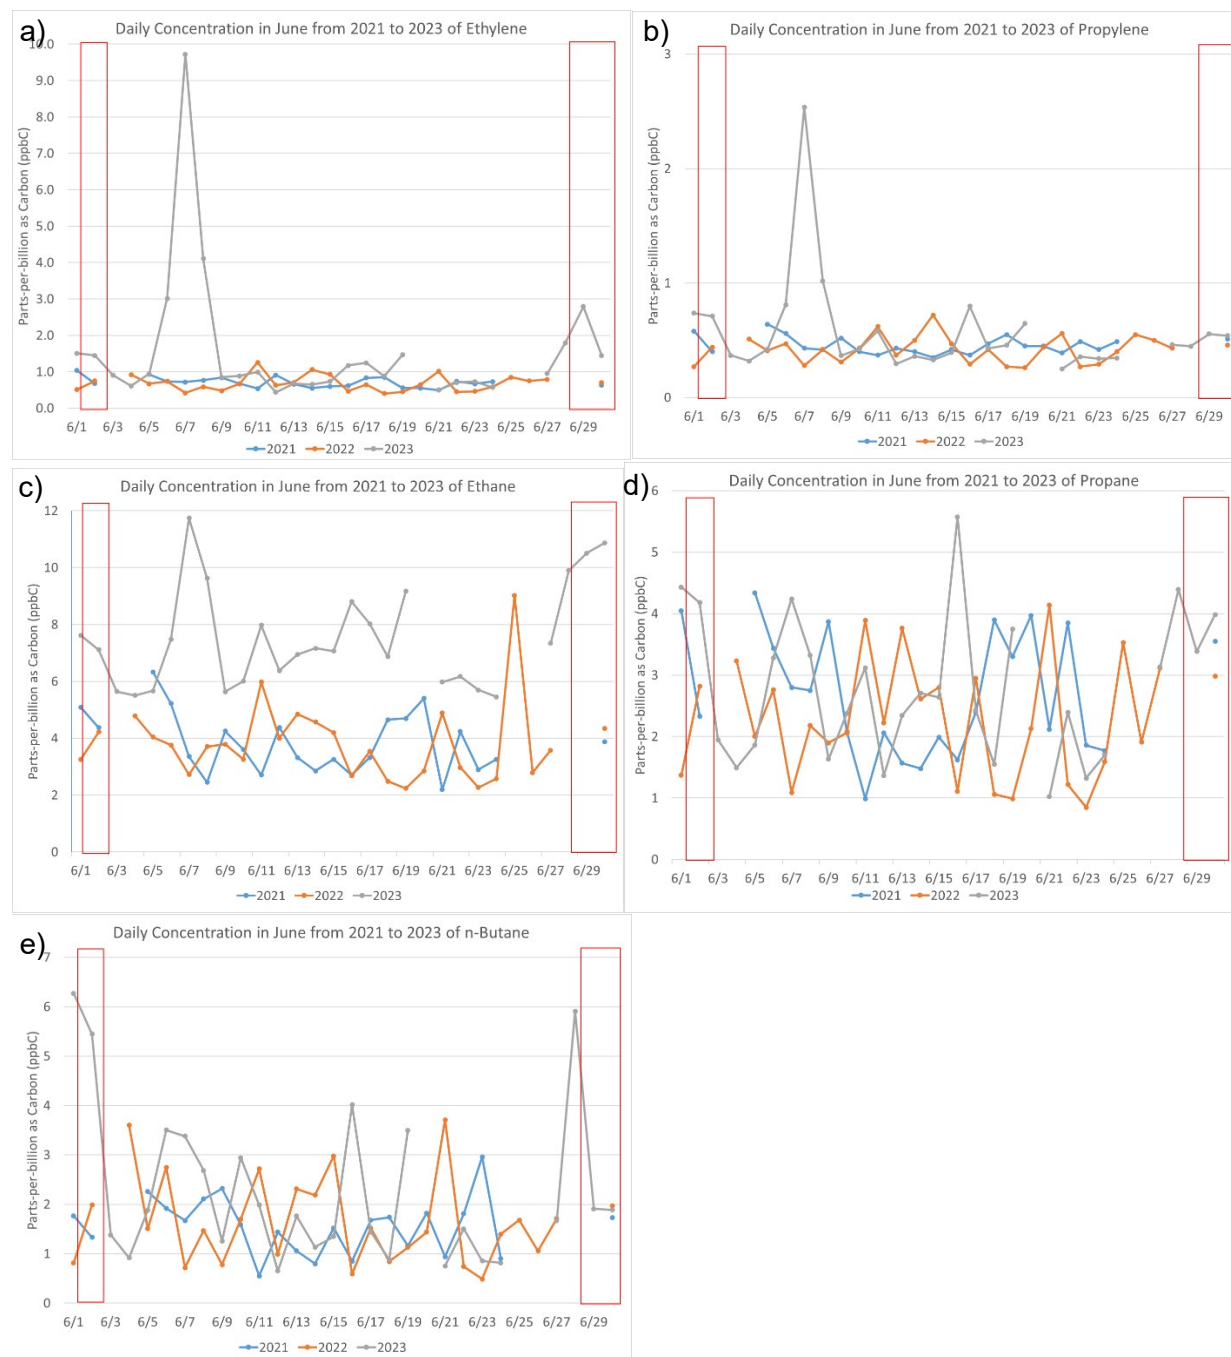 a)
Daily Concentration in June from 2021 to 2023 of Ethylene
Parts-per-billion as Carbon (ppbC)
10.0
9.0
8.0
7.0
6.0
5.0
4.0
3.0
2.0
1.0
0.0
6/1 6/3 6/5 6/7 6/9 6/11 6/13 6/15 6/17 6/19 6/21 6/23 6/25 6/27 6/29
2021 2022 2023
b)
Daily Concentration in June from 2021 to 2023 of Propylene
Parts-per-billion as Carbon (ppbC)
3
2
1
0
6/1 6/3 6/5 6/7 6/9 6/11 6/13 6/15 6/17 6/19 6/21 6/23 6/25 6/27 6/29
2021 2022 2023
c)
Daily Concentration in June from 2021 to 2023 of Ethane
Parts-per-billion as Carbon (ppbC)
12
10
8
6
4
2
0
6/1 6/3 6/5 6/7 6/9 6/11 6/13 6/15 6/17 6/19 6/21 6/23 6/25 6/27 6/29
2021 2022 2023
d)
Daily Concentration in June from 2021 to 2023 of Propane
Parts-per-billion as Carbon (ppbC)
6
5
4
3
2
1
0
6/1 6/3 6/5 6/7 6/9 6/11 6/13 6/15 6/17 6/19 6/21 6/23 6/25 6/27 6/29
2021 2022 2023
e)
Daily Concentration in June from 2021 to 2023 of n-Butane
Parts-per-billion as Carbon (ppbC)
7
6
5
4
3
2
1
0
6/1 6/3 6/5 6/7 6/9 6/11 6/13 6/15 6/17 6/19 6/21 6/23 6/25 6/27 6/29
2021 2022 2023